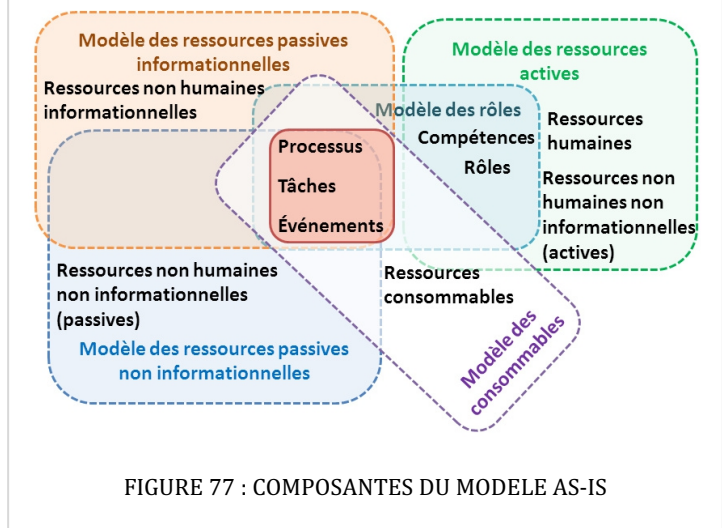 Modèle des ressources passives
informationnelles
Ressources non humaines
informationnelles
Modèle des ressources
actives
Modèle des rôles
Compétences
Rôles
Ressources
humaines
Ressources non
humaines non
informationnelles
(actives)
Processus
Tâches
Événements
Ressources non humaines
non informationnelles
(passives)
Modèle des ressources passives
non informationnelles
Ressources
consommables
Modèle des
consommables
FIGURE 77 : COMPOSANTES DU MODELE AS-IS